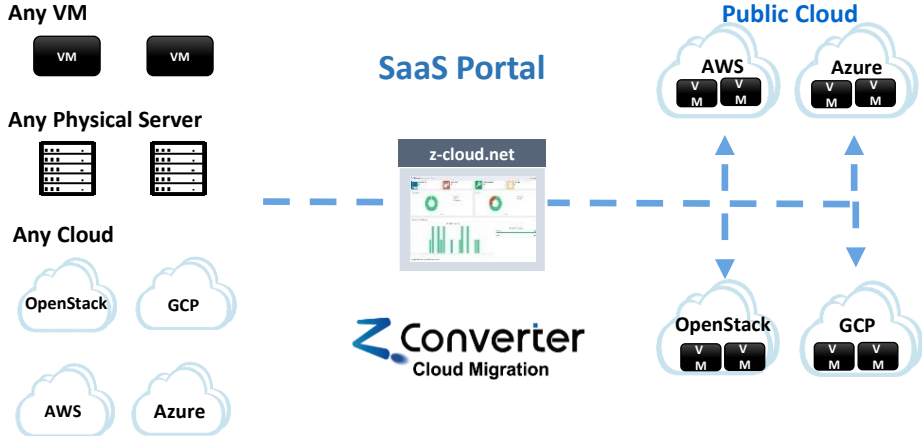 Any VM
VM
VM
Any Physical Server
Any Cloud
OpenStack
GCP
AWS
Azure
SaaS Portal
z-cloud.net
Z Converter
Cloud Migration
Public Cloud
AWS
V
M
V
M
Azure
V
M
V
M
OpenStack
V
M
V
M
GCP
V
M
V
M